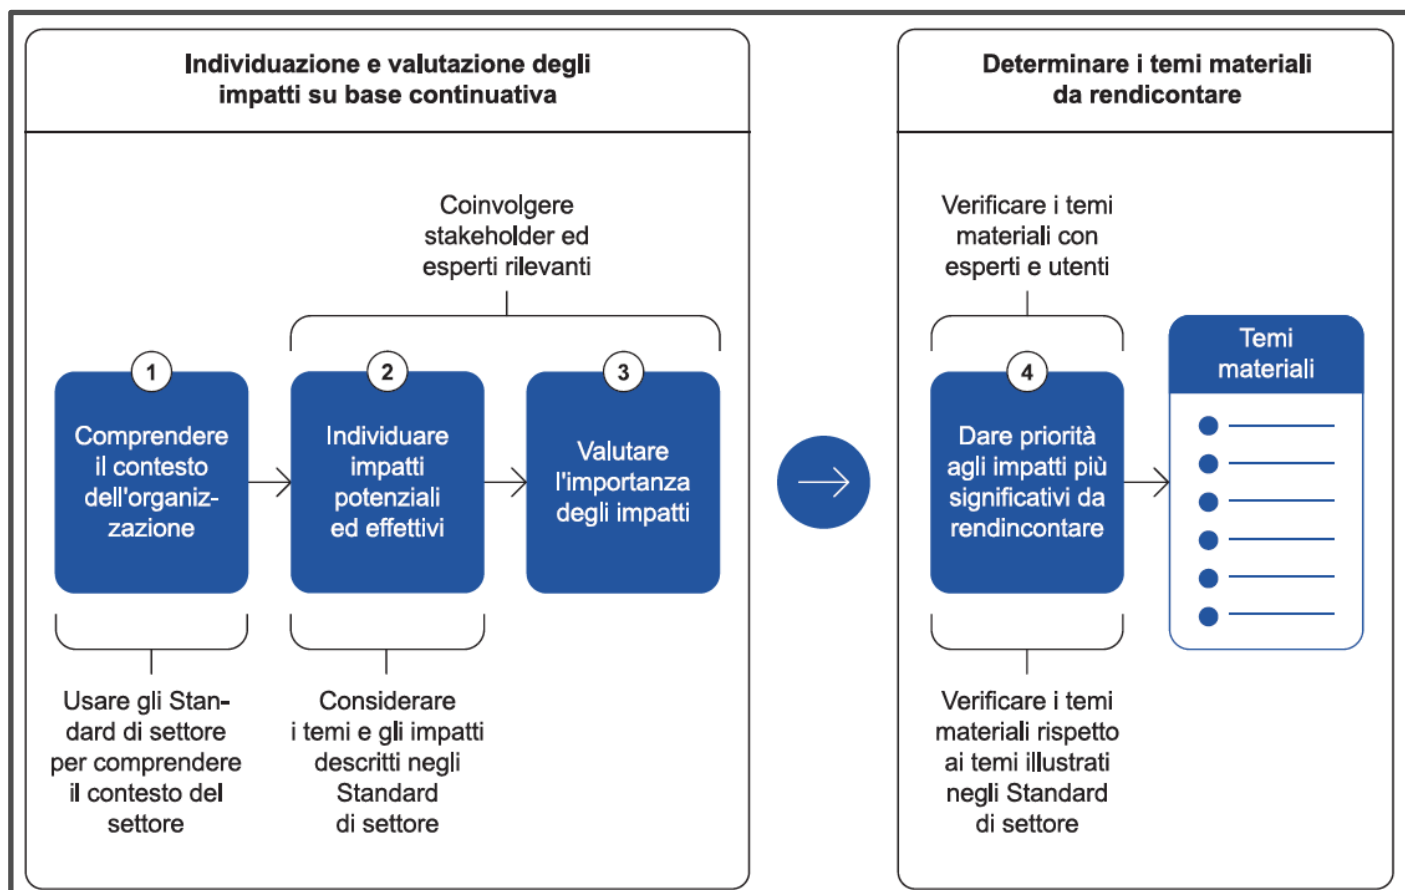 Individuazione e valutazione degli
impatti su base continuativa
Coinvolgere
stakeholder ed
esperti rilevanti
1
Comprendere
il contesto
dell'organiz-
zazione
2
Individuare
impatti
potenziali
ed effettivi
3
Valutare
l'importanza
degli impatti
Usare gli Stan-
dard di settore
per comprendere
il contesto del
settore
Considerare
i temi e gli impatti
descritti negli
Standard
di settore
Determinare i temi materiali
da rendicontare
Verificare i temi
materiali con
esperti e utenti
4
Dare priorità
agli impatti più
significativi da
rendincontare
Temi
materiali
Verificare i temi
materiali rispetto
ai temi illustrati
negli Standard
di settore